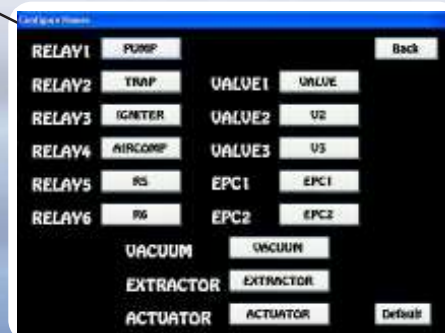 Configure Names
RELAY1 PUMP Back
RELAY2 TRAP VALVE1 VALVE
RELAY3 IGNITER VALVE2 V2
RELAY4 AIRCOMP VALVE3 V3
RELAY5 R5 EPC1 EPC1
RELAY6 R6 EPC2 EPC2
VACUUM VACUUM
EXTRACTOR EXTRACTOR
ACTUATOR ACTUATOR Default